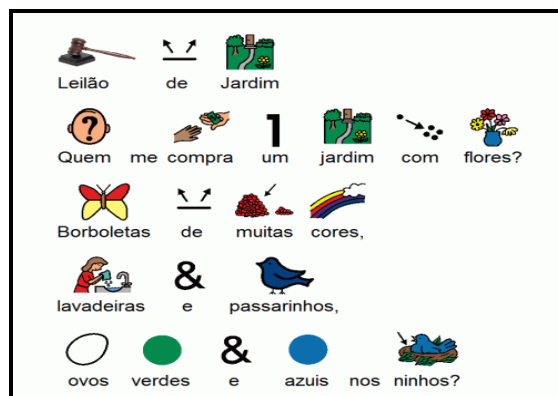 Leilão de Jardim
Quem me compra um jardim com flores?
Borboletas de muitas cores,
lavadeiras e passarinhos,
ovos verdes e azuis nos ninhos?